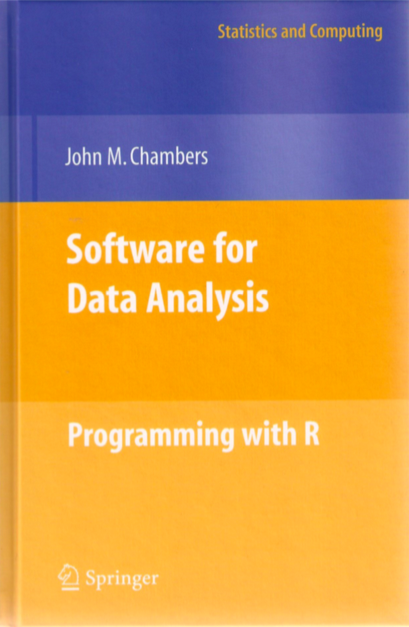 Statistics and Computing
John M. Chambers
Software for
Data Analysis
Programming with R
Springer